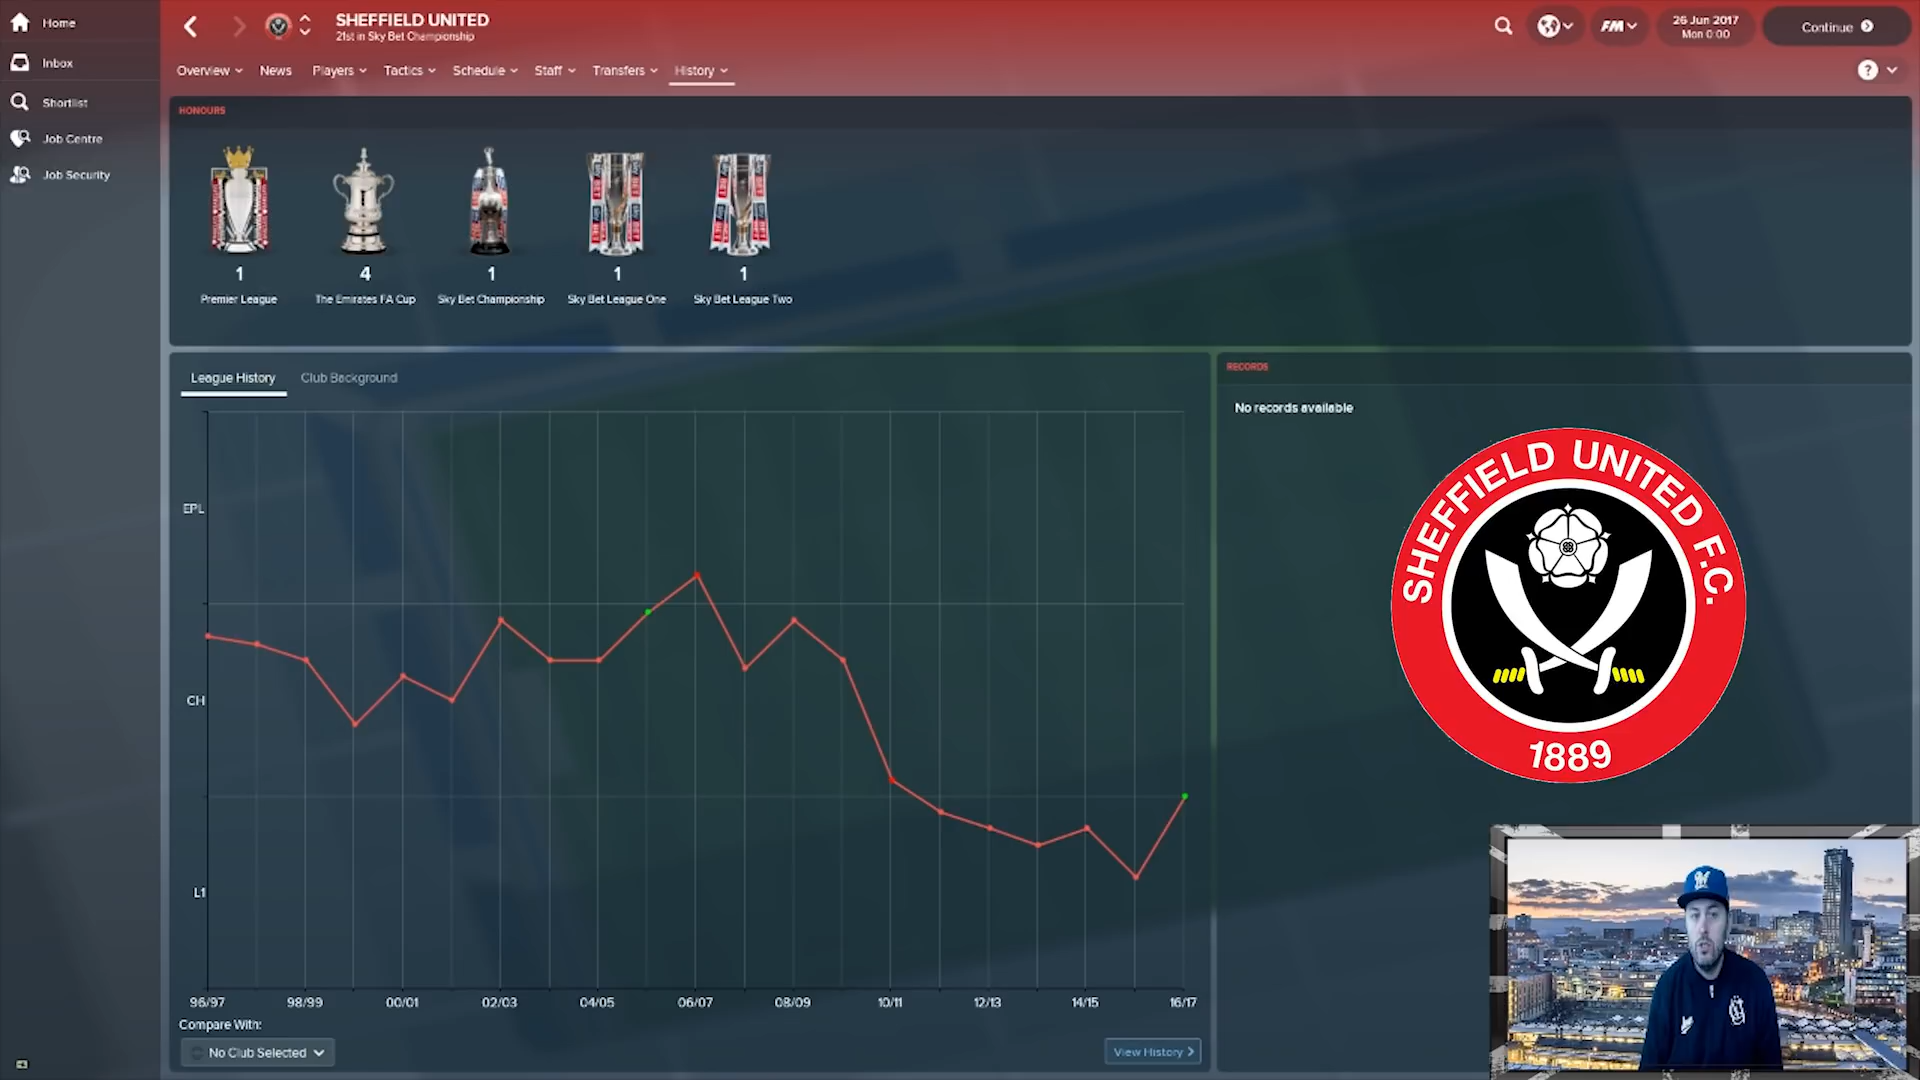 Home
Inbox
Shortlist
Job Centre
Job Security
SHEFFIELD UNITED
21st in Sky Bet Championship
FM
26 Jun 2017
Mon 0:00
Continue
Overview
News
Players
Tactics
Schedule
Staff
Transfers
History
?
HONOURS
1
4
1
1
1
Premier League
The Emirates FA Cup
Sky Bet Championship
Sky Bet League One
Sky Bet League Two
League History
Club Background
EPL
CH
L1
96/97
98/99
00/01
02/03
04/05
06/07
08/09
10/11
12/13
14/15
16/17
Compare With:
No Club Selected
View History
RECORDS
No records available
SHEFFIELD UNITED F.C.
1889